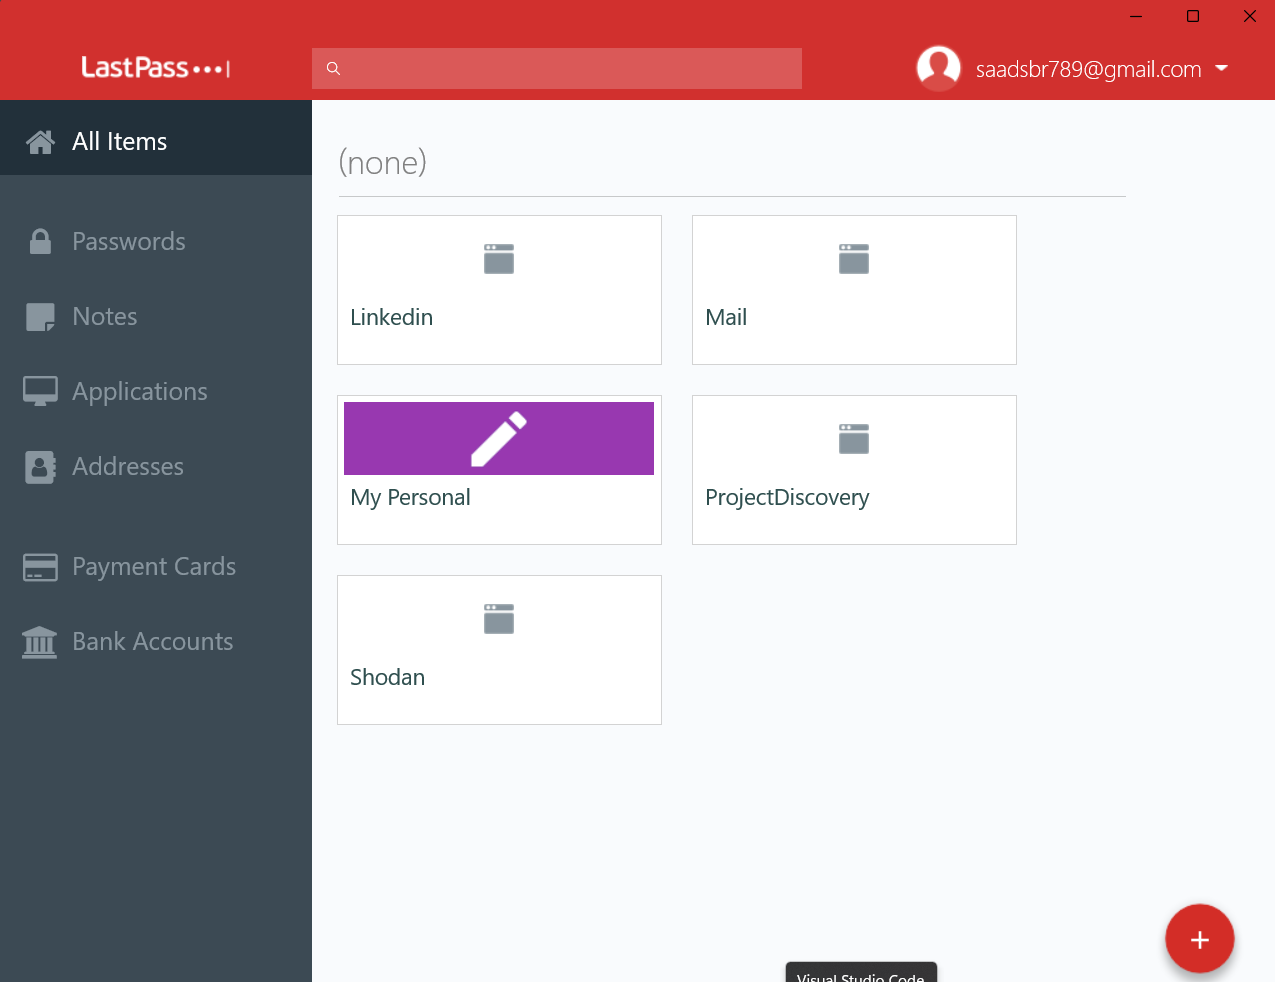 LastPass
saadsbr789@gmail.com
All Items
Passwords
Notes
Applications
Addresses
Payment Cards
Bank Accounts
(none)
Linkedin
Mail
My Personal
ProjectDiscovery
Shodan
+
Visual Studio Code